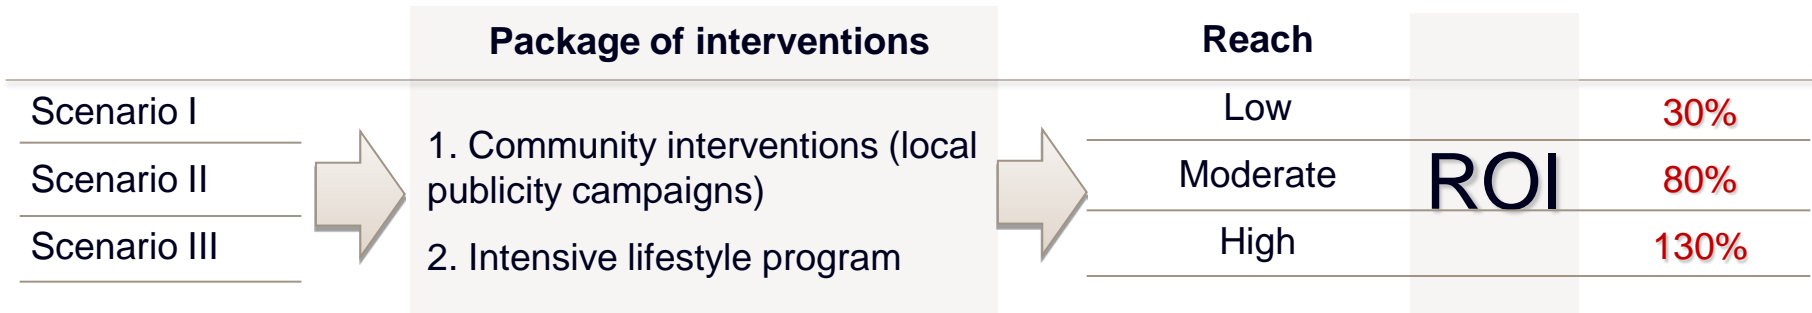 Package of interventions
Reach
Scenario I
Scenario II
Scenario III
1. Community interventions (local
publicity campaigns)
2. Intensive lifestyle program
Low
Moderate
High
ROI
30%
80%
130%